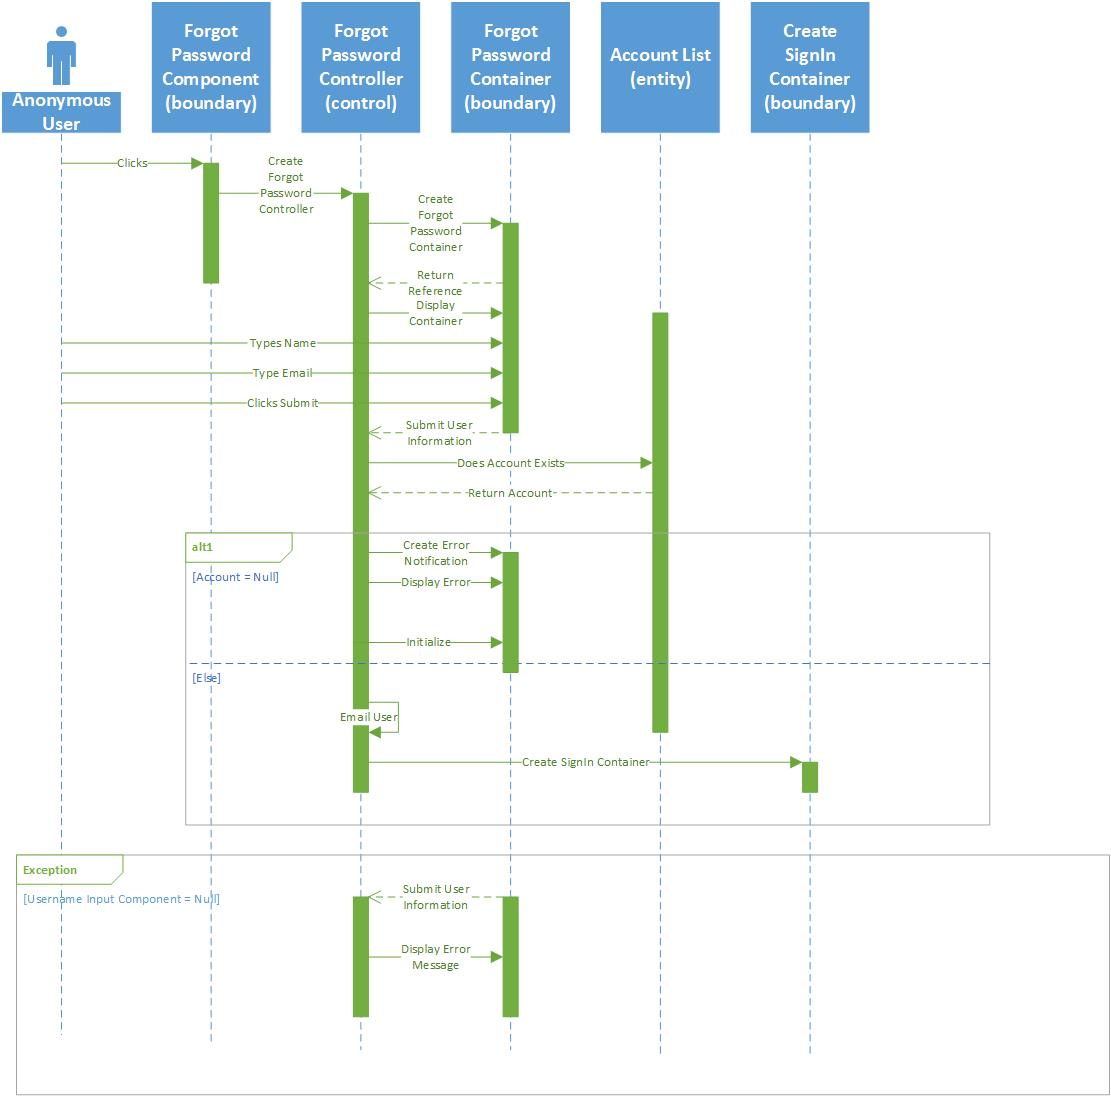 Anonymous
User
Forgot
Password
Component
(boundary)
Forgot
Password
Controller
(control)
Forgot
Password
Container
(boundary)
Account List
(entity)
Create
SignIn
Container
(boundary)
Clicks
Create
Forgot
Password
Controller
Create
Forgot
Password
Container
Return
Reference
Display
Container
Types Name
Type Email
Clicks Submit
Submit User
Information
Does Account Exists
Return Account
alt1
[Account = Null]
Create Error
Notification
Display Error
Initialize
[Else]
Email User
Create SignIn Container
Exception
[Username Input Component = Null]
Submit User
Information
Display Error
Message